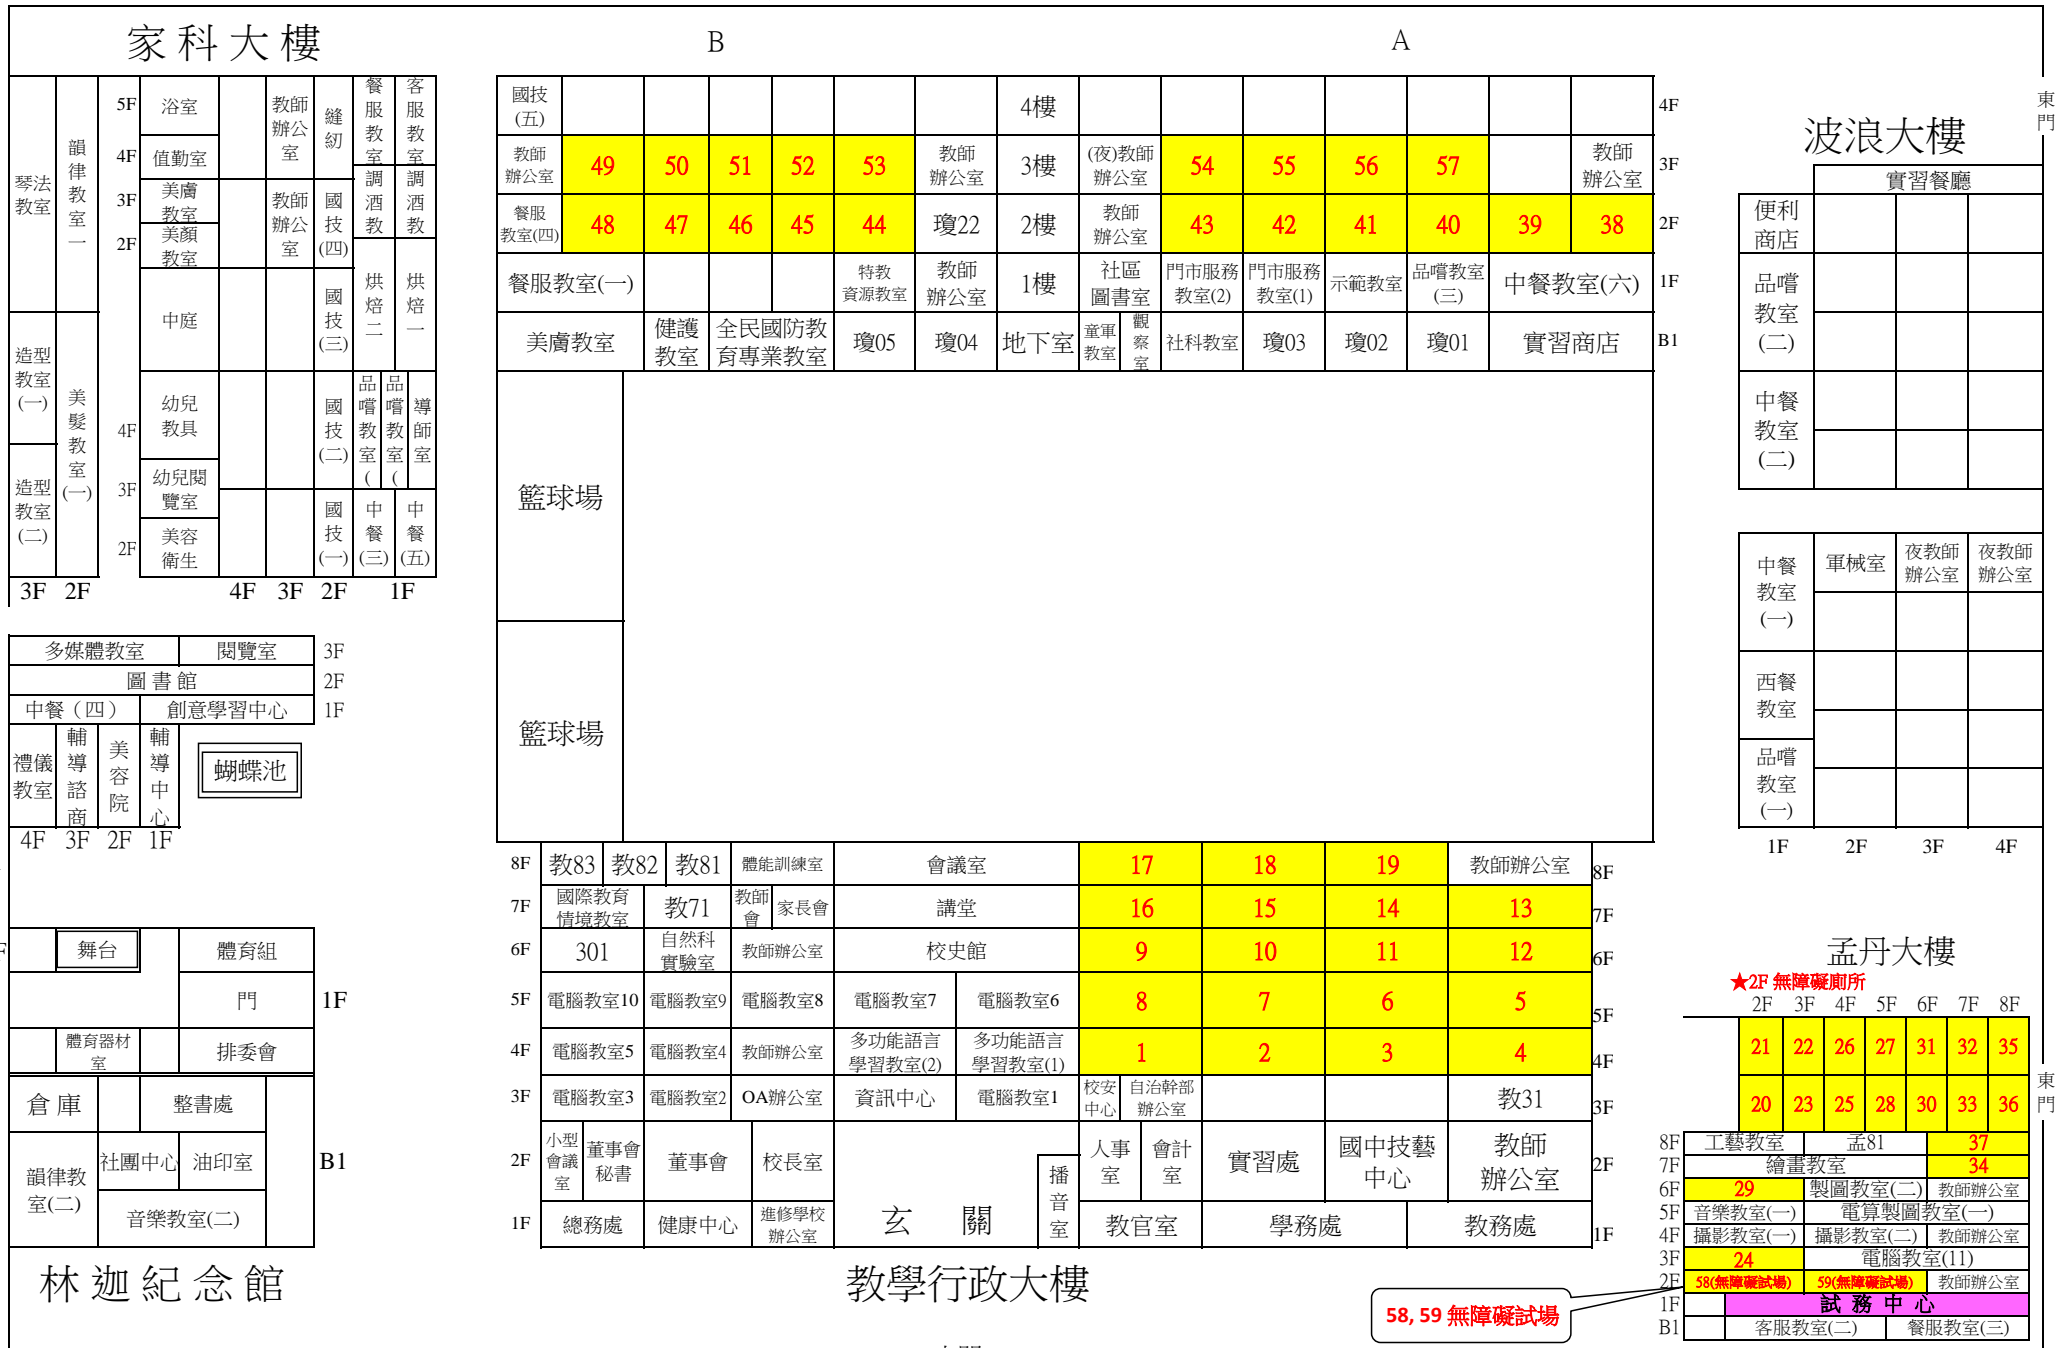 家科大樓
B
A
東門
波浪大樓
琴法
教室
韻律教室一
5F
浴室
教師
辦公
室
縫紉
餐服教室
客服教室
4F
值勤室
3F
美膚
教室
教師
辦公
室
國技
(四)
調酒教
調酒教
2F
美顏
教室
造型
教室
(一)
美髮教室
(一)
中庭
國技
(三)
烘焙二
烘焙一
4F
幼兒
教具
國技
(二)
品嚐教室(
品嚐教室(
導師室
造型
教室
(二)
3F
幼兒閱
覽室
2F
美容
衛生
國技
(一)
中餐
(三)
中餐
(五)
3F 2F 4F 3F 2F 1F
國技
(五)
4樓
4F
教師
辦公室
49 50 51 52 53
教師
辦公室
3樓
(夜)教師
辦公室
54 55 56 57
教師
辦公室
3F
餐服
教室(四)
48 47 46 45 44 瓊22 2樓
教師
辦公室
43 42 41 40 39 38 2F
餐服教室(一)
特教
資源教室
教師
辦公室
1樓
社區
圖書室
門市服務
教室(2)
門市服務
教室(1)
示範教室
品嚐教室
(三)
中餐教室(六)
1F
美膚教室
健護
教室
全民國防教
育專業教室
瓊05 瓊04 地下室
童軍
教室
觀察室
社科教室 瓊03 瓊02 瓊01 實習商店 B1
籃球場
籃球場
實習餐廳
便利
商店
品嚐
教室
(二)
中餐
教室
(二)
中餐
教室
(一)
軍械室
夜教師
辦公室
夜教師
辦公室
西餐
教室
品嚐
教室
(一)
1F 2F 3F 4F
多媒體教室 閱覽室 3F
圖書館 2F
中餐（四） 創意學習中心 1F
禮儀
教室
輔導諮商
美容院
輔導中心
蝴蝶池
4F 3F 2F 1F
舞台 體育組
門 1F
體育器材
室
排委會
倉庫 整書處
韻律教
室(二)
社團中心 油印室 B1
音樂教室(二)
林迦紀念館
8F 教83 教82 教81 體能訓練室 會議室 17 18 19 教師辦公室 8F
7F
國際教育
情境教室
教71
教師
會
家長會 講堂 16 15 14 13 7F
6F 301
自然科
實驗室
教師辦公室 校史館 9 10 11 12 6F
5F 電腦教室10 電腦教室9 電腦教室8 電腦教室7 電腦教室6 8 7 6 5 5F
4F 電腦教室5 電腦教室4 教師辦公室
多功能語言
學習教室(2)
多功能語言
學習教室(1)
1 2 3 4 4F
3F 電腦教室3 電腦教室2 OA辦公室 資訊中心 電腦教室1
校安
中心
自治幹部
辦公室
教31 3F
2F
小型
會議
室
董事會
秘書
董事會 校長室
人事
室
會計
室
實習處
國中技藝
中心
教師
辦公室
2F
1F 總務處 健康中心
進修學校
辦公室
玄關
播音室
教官室 學務處 教務處 1F
教學行政大樓
孟丹大樓
★2F 無障礙廁所
2F 3F 4F 5F 6F 7F 8F
21 22 26 27 31 32 35
20 23 25 28 30 33 36
東門
8F 工藝教室 孟81 37
7F 繪畫教室 34
6F 29 製圖教室(二) 教師辦公室
5F 音樂教室(一) 電算製圖教室(一)
4F 攝影教室(一) 攝影教室(二) 教師辦公室
3F 24 電腦教室(11)
2F 58(無障礙試場) 59(無障礙試場) 教師辦公室
1F 試務中心
B1 客服教室(二) 餐服教室(三)
58, 59 無障礙試場